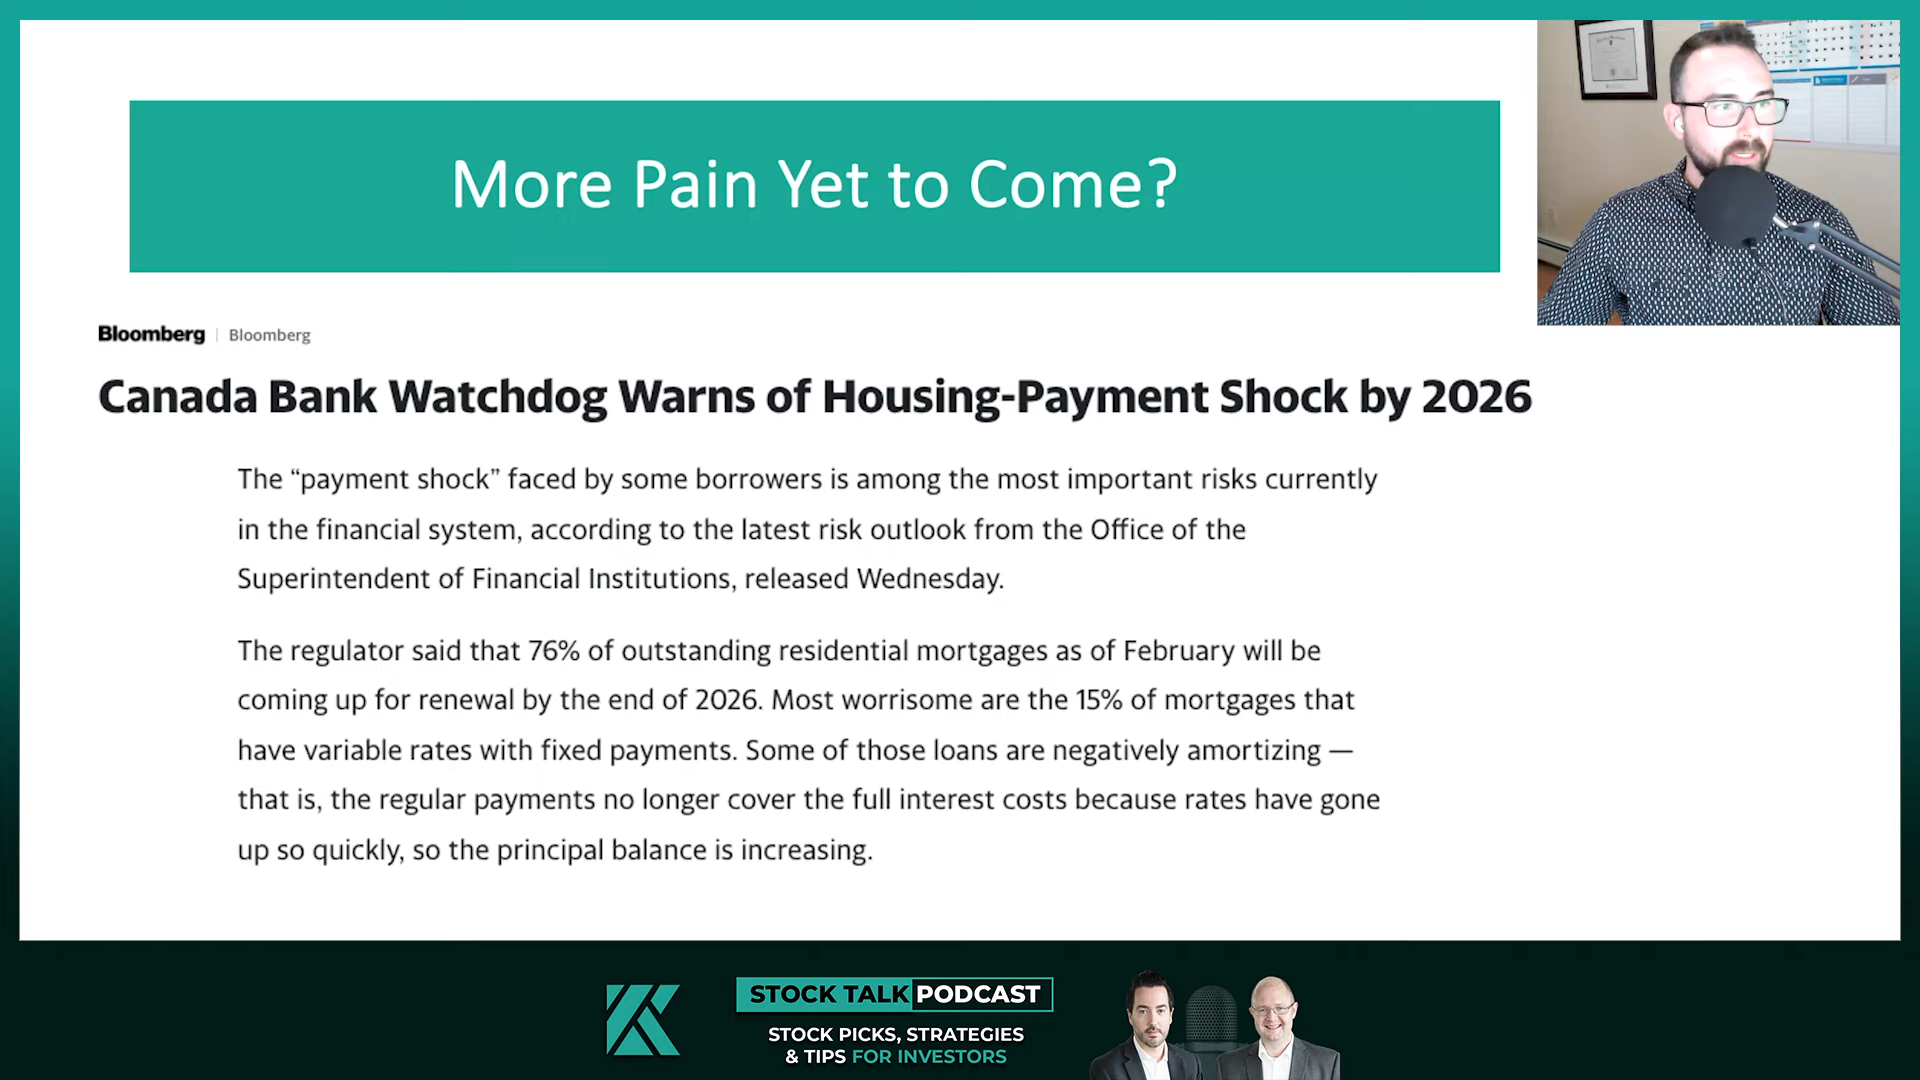 More Pain Yet to Come?
Bloomberg | Bloomberg
Canada Bank Watchdog Warns of Housing-Payment Shock by 2026
The “payment shock” faced by some borrowers is among the most important risks currently
in the financial system, according to the latest risk outlook from the Office of the
Superintendent of Financial Institutions, released Wednesday.
The regulator said that 76% of outstanding residential mortgages as of February will be
coming up for renewal by the end of 2026. Most worrisome are the 15% of mortgages that
have variable rates with fixed payments. Some of those loans are negatively amortizing —
that is, the regular payments no longer cover the full interest costs because rates have gone
up so quickly, so the principal balance is increasing.
STOCK TALK PODCAST
STOCK PICKS, STRATEGIES
& TIPS FOR INVESTORS